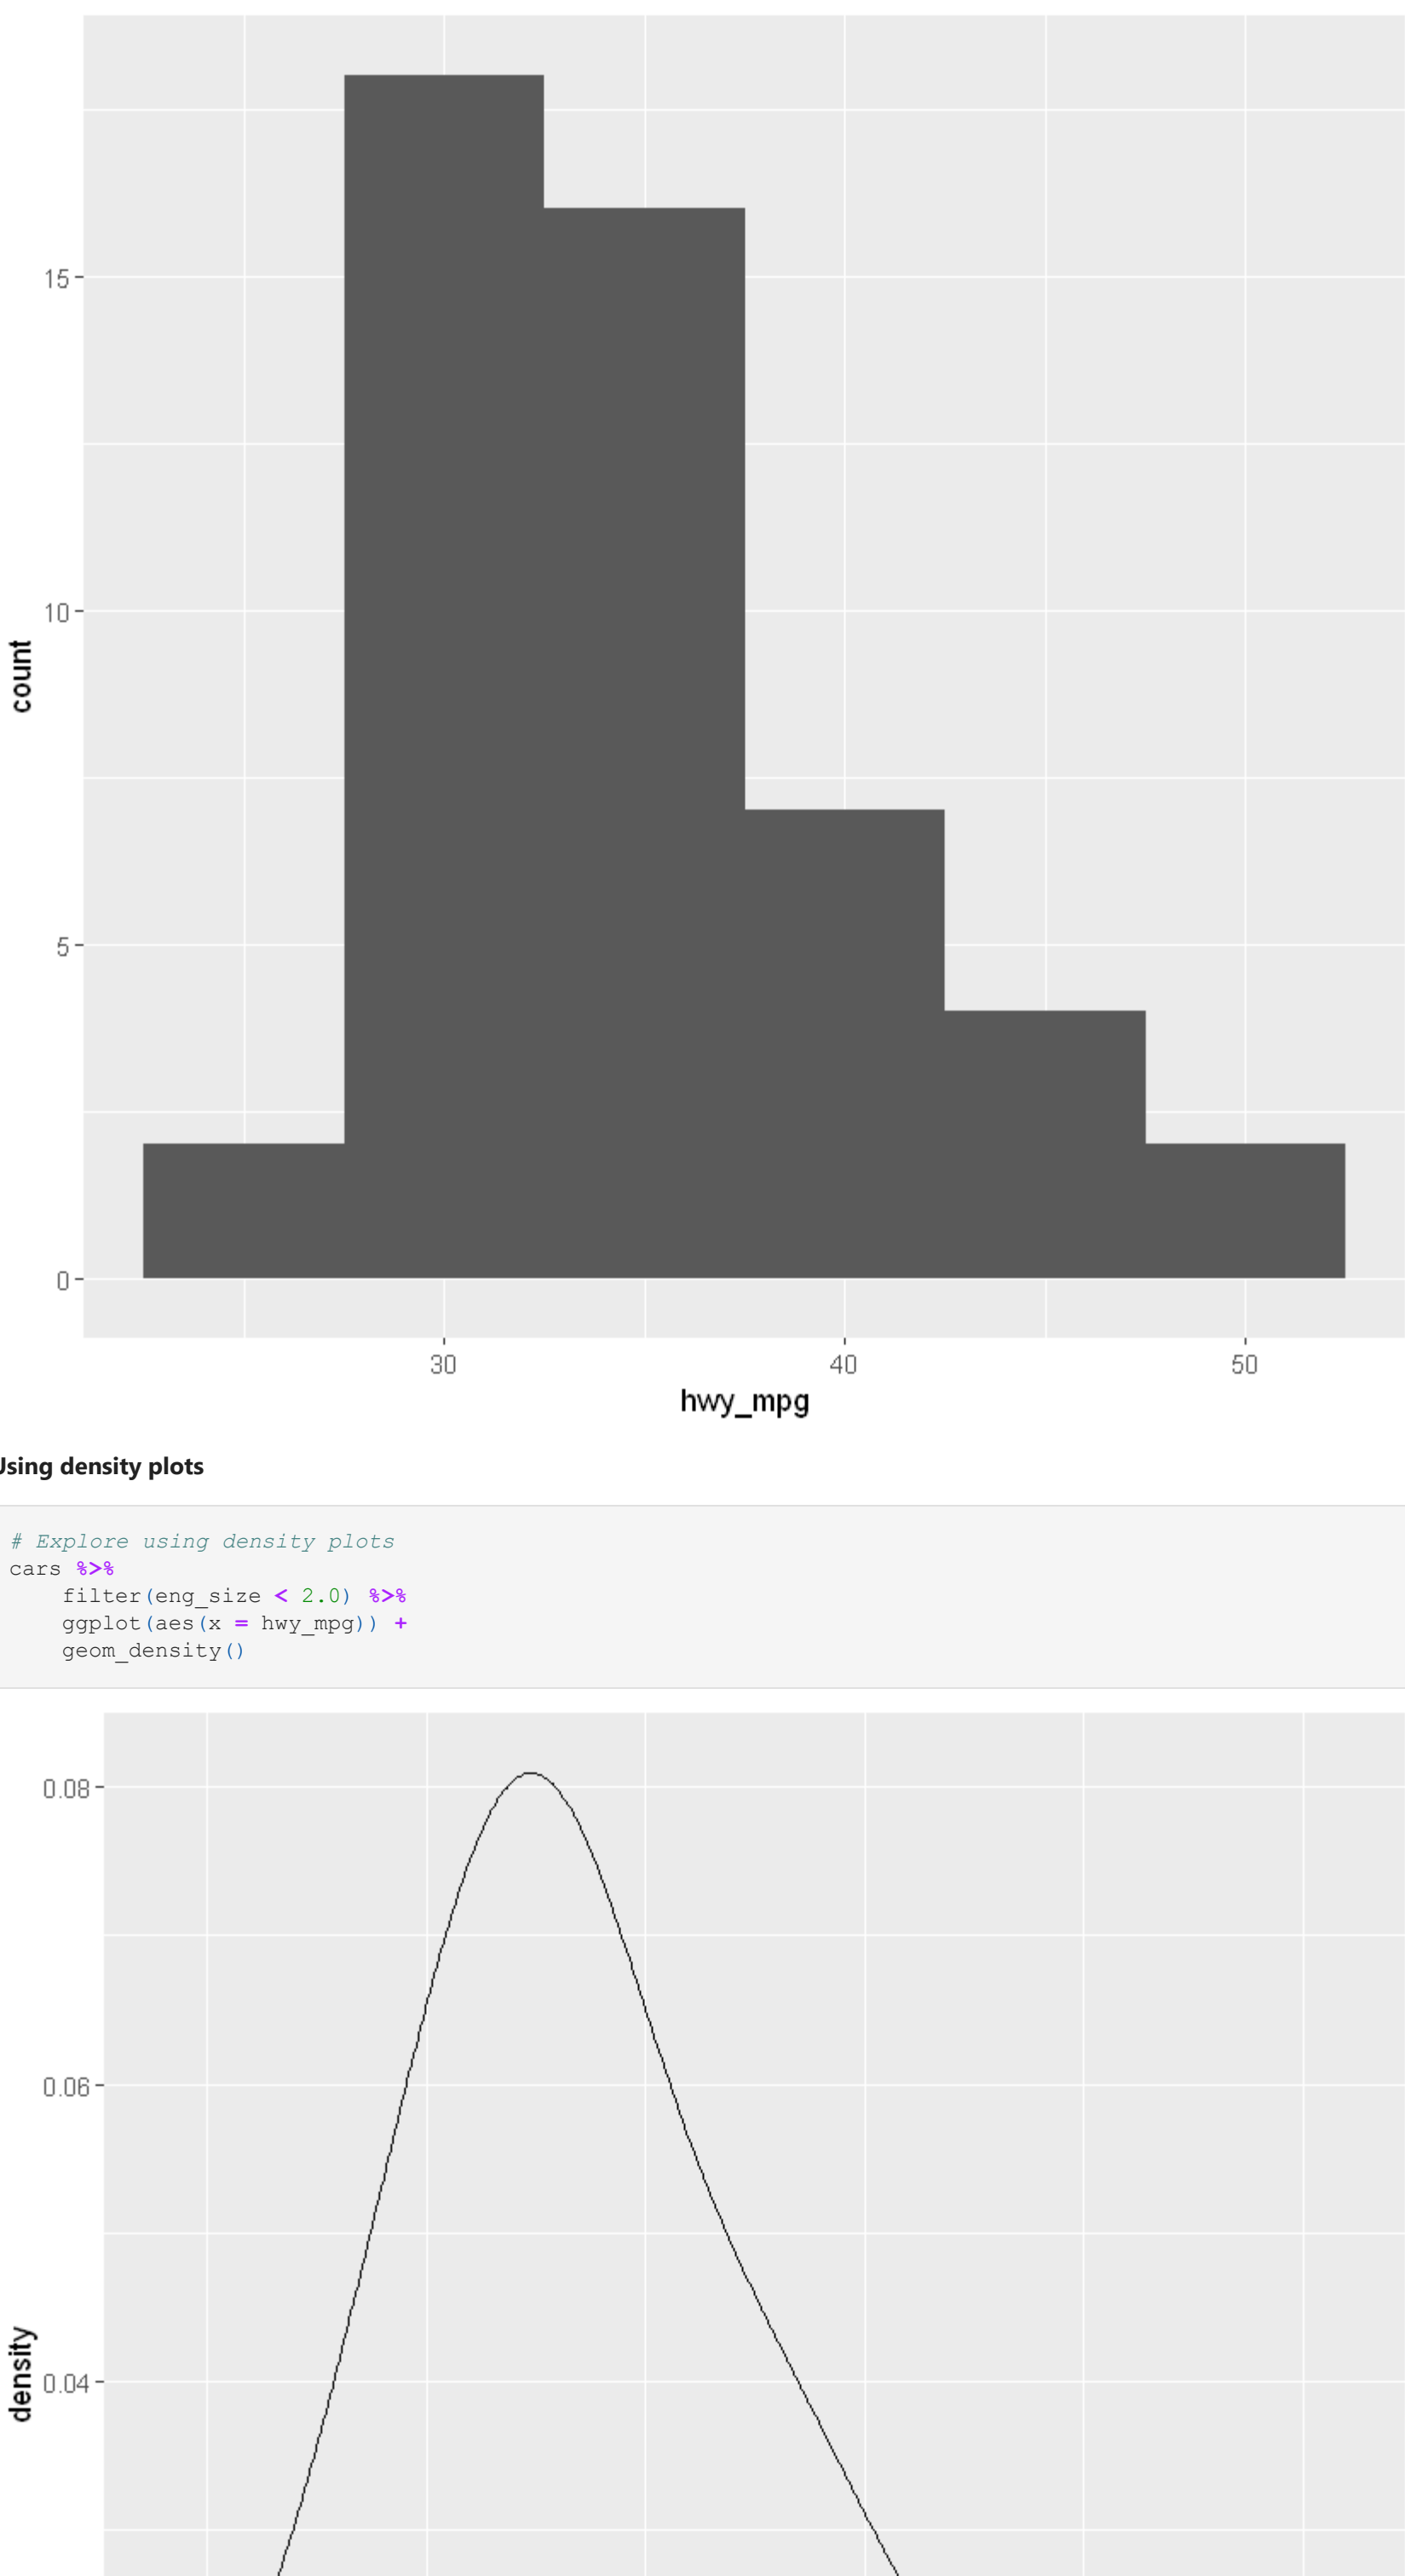 15
10
count
5
0
30 40 50
hwy_mpg
Using density plots
# Explore using density plots
cars %>%
    filter(eng_size < 2.0) %>%
    ggplot(aes(x = hwy_mpg)) +
    geom_density()
0.08
0.06
density
0.04